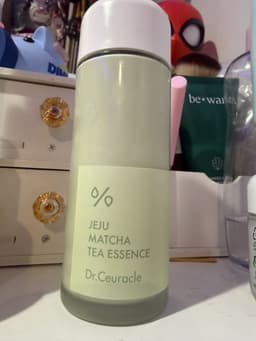 be•wa
%
JEJU
MATCHA
TEA ESSENCE
Dr.Ceuracle